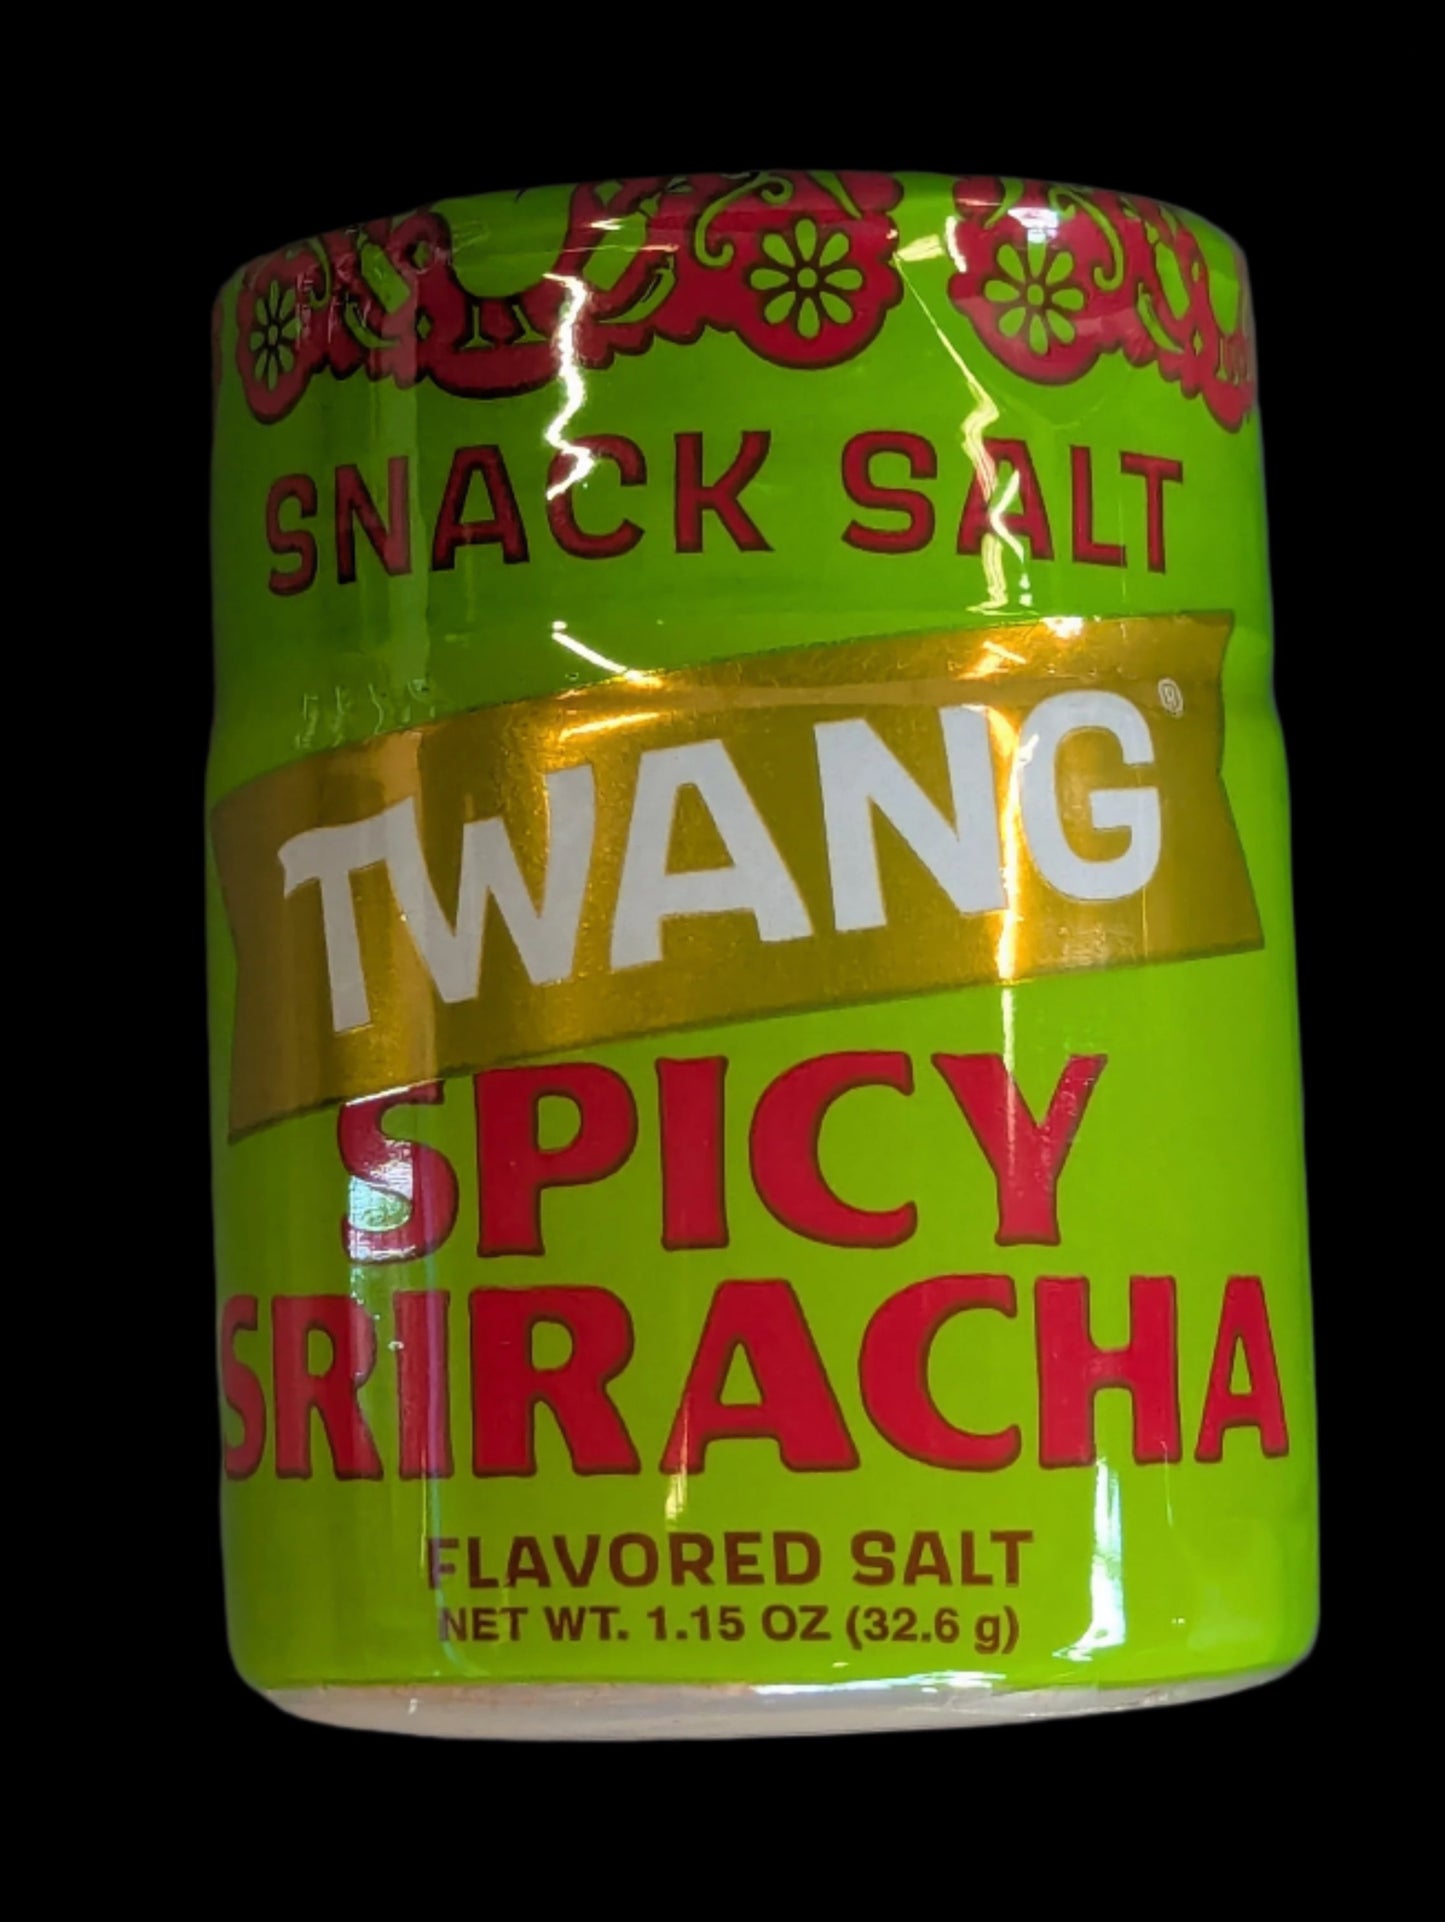 SNACK SALT
TWANG®
SPICY
SRIRACHA
FLAVORED SALT
NET WT. 1.15 OZ (32.6 g)